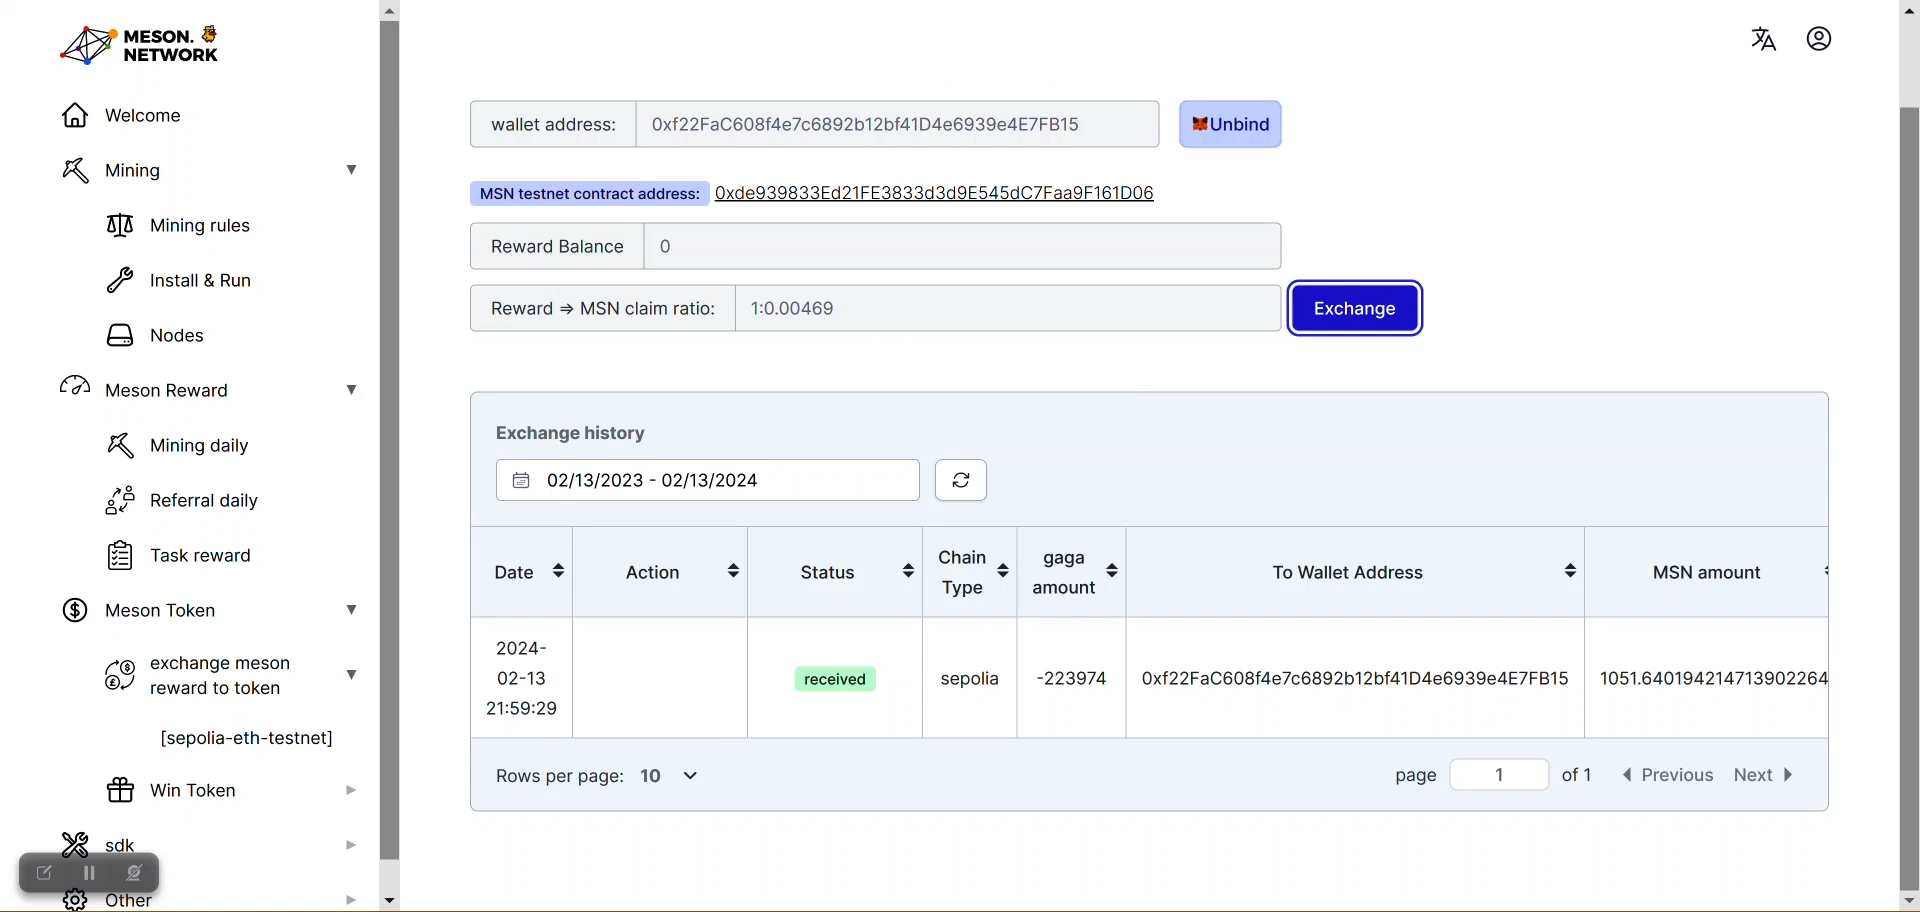 MESON.
NETWORK
Welcome
Mining
Mining rules
Install & Run
Nodes
Meson Reward
Mining daily
Referral daily
Task reward
Meson Token
exchange meson
reward to token
[sepolia-eth-testnet]
Win Token
sdk
Other
wallet address: 0xf22FaC608f4e7c6892b12bf41D4e6939e4E7FB15 Unbind
MSN testnet contract address: 0xde939833Ed21FE3833d3d9E545dC7Faa9F161D06
Reward Balance 0
Reward => MSN claim ratio: 1:0.00469 Exchange
Exchange history
02/13/2023 - 02/13/2024
Date Action Status Chain Type gaga amount To Wallet Address MSN amount
2024-02-13 21:59:29 received sepolia -223974 0xf22FaC608f4e7c6892b12bf41D4e6939e4E7FB15 1051.640194214713902264
Rows per page: 10 page 1 of 1 Previous Next